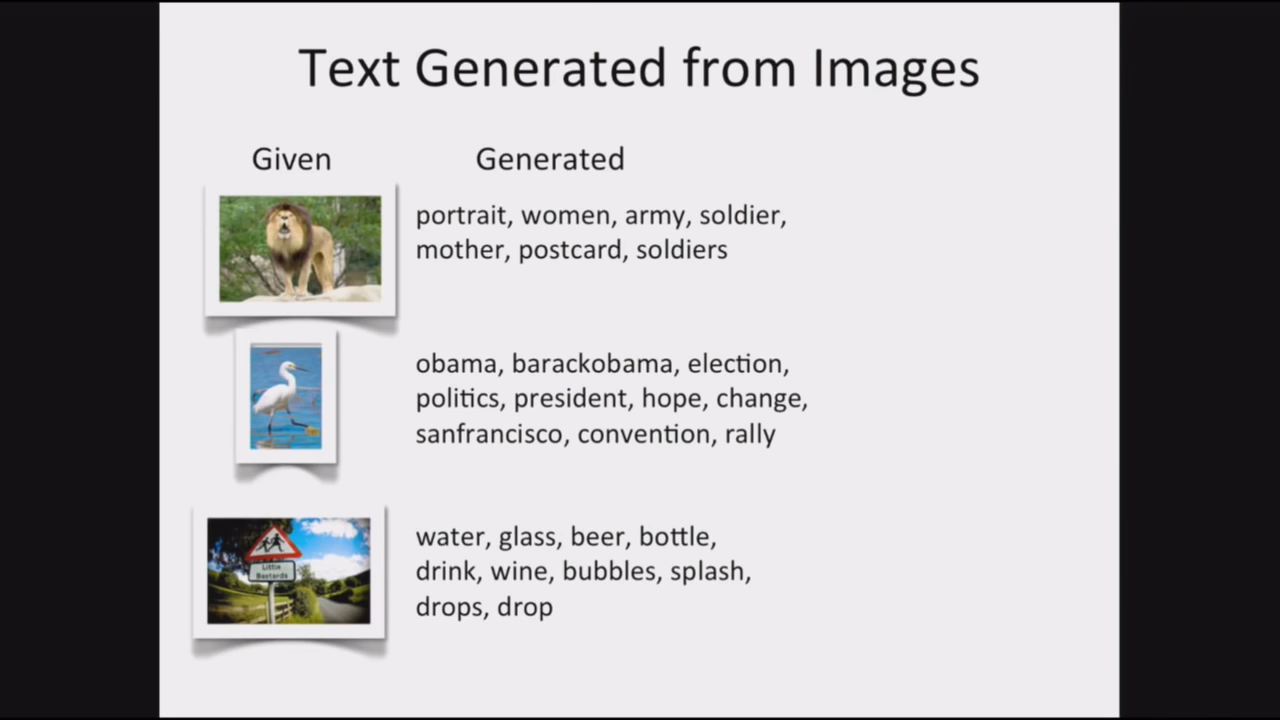 Text Generated from Images
Given Generated
portrait, women, army, soldier,
mother, postcard, soldiers
obama, barackobama, election,
politics, president, hope, change,
sanfrancisco, convention, rally
Little
Bastards
water, glass, beer, bottle,
drink, wine, bubbles, splash,
drops, drop